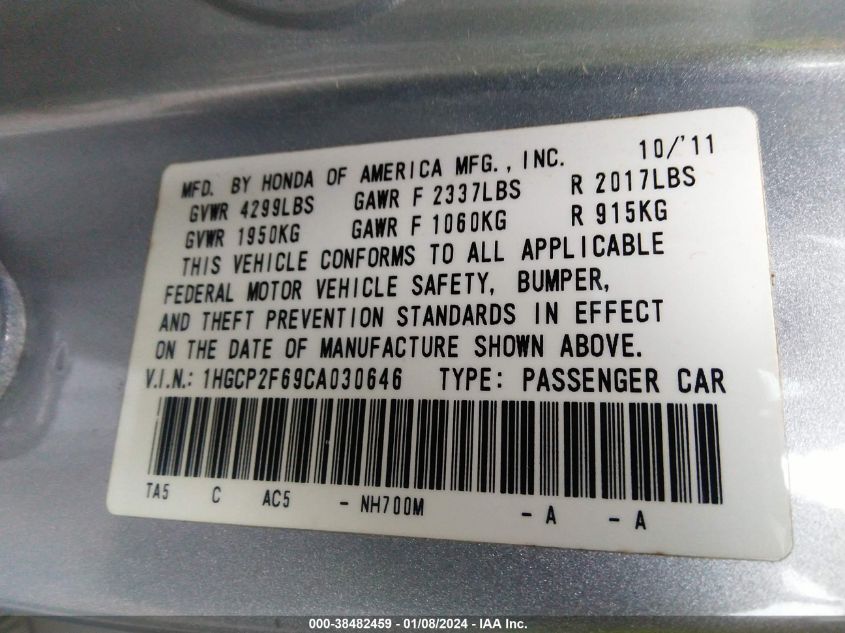 MFD. BY HONDA OF AMERICA MFG., INC. 10/'11
GVWR 4299LBS GAWR F 2337LBS R 2017LBS
GVWR 1950KG GAWR F 1060KG R 915KG
THIS VEHICLE CONFORMS TO ALL APPLICABLE
FEDERAL MOTOR VEHICLE SAFETY, BUMPER,
AND THEFT PREVENTION STANDARDS IN EFFECT
ON THE DATE OF MANUFACTURE SHOWN ABOVE.
V.I.N.: 1HGCP2F69CA030646 TYPE: PASSENGER CAR
TA5 C AC5 - NH700M - A - A
000-38482459 - 01/08/2024 - IAA Inc.